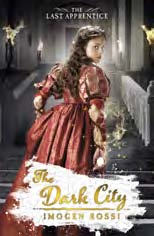 THE
LAST APPRENTICE
The
Dark City
IMOGEN ROSSI